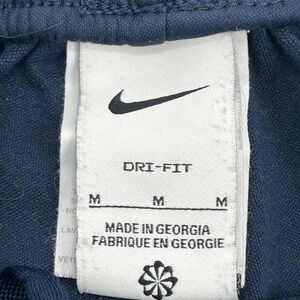 DRI-FIT
M M M
MADE IN GEORGIA
FABRIQUE EN GEORGIE